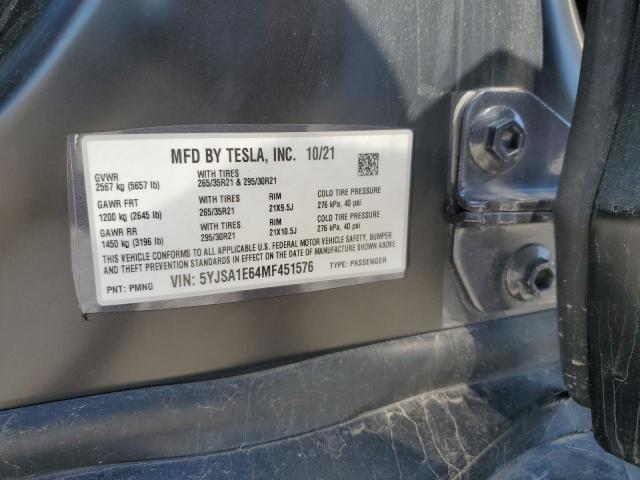 MFD BY TESLA, INC. 10/21
GVWR WITH TIRES
2567 kg (5657 lb) 265/35R21 & 295/30R21
GAWR FRT WITH TIRES RIM COLD TIRE PRESSURE
1200 kg (2645 lb) 265/35R21 21X9.5J 276 kPa, 40 psi
GAWR RR WITH TIRES RIM COLD TIRE PRESSURE
1450 kg (3196 lb) 295/30R21 21X10.5J 276 kPa, 40 psi
THIS VEHICLE CONFORMS TO ALL APPLICABLE U.S. FEDERAL MOTOR VEHICLE SAFETY, BUMPER
AND THEFT PREVENTION STANDARDS IN EFFECT ON THE DATE OF MANUFACTURE SHOWN ABOVE.
PNT: PMNG VIN: 5YJSA1E64MF451576 TYPE: PASSENGER